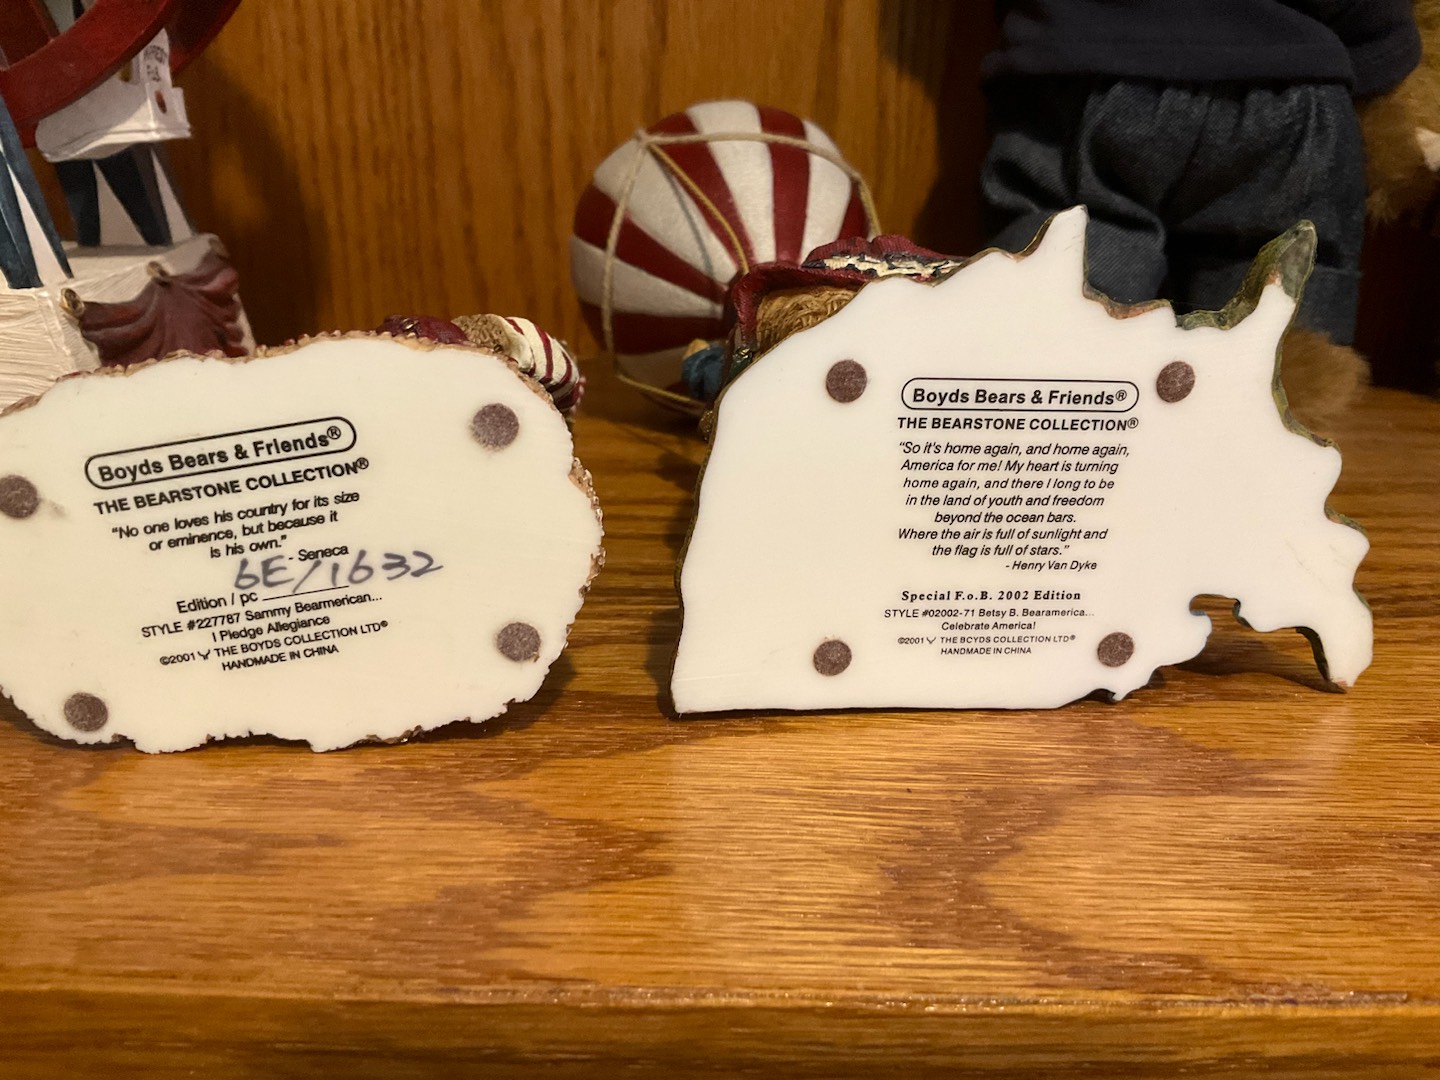 Boyds Bears & Friends®
THE BEARSTONE COLLECTION®
"No one loves his country for its size
or eminence, but because it
is his own."
- Seneca
6E/1632
Edition / pc
STYLE #227787 Sammy Bearmerican...
I Pledge Allegiance
©2001 THE BOYDS COLLECTION LTD®
HANDMADE IN CHINA
Boyds Bears & Friends®
THE BEARSTONE COLLECTION®
"So it's home again, and home again,
America for me! My heart is turning
home again, and there I long to be
in the land of youth and freedom
beyond the ocean bars.
Where the air is full of sunlight and
the flag is full of stars."
- Henry Van Dyke
Special F.o.B. 2002 Edition
STYLE #02002-71 Betsy B. Bearamerica...
Celebrate America!
©2001 THE BOYDS COLLECTION LTD®
HANDMADE IN CHINA